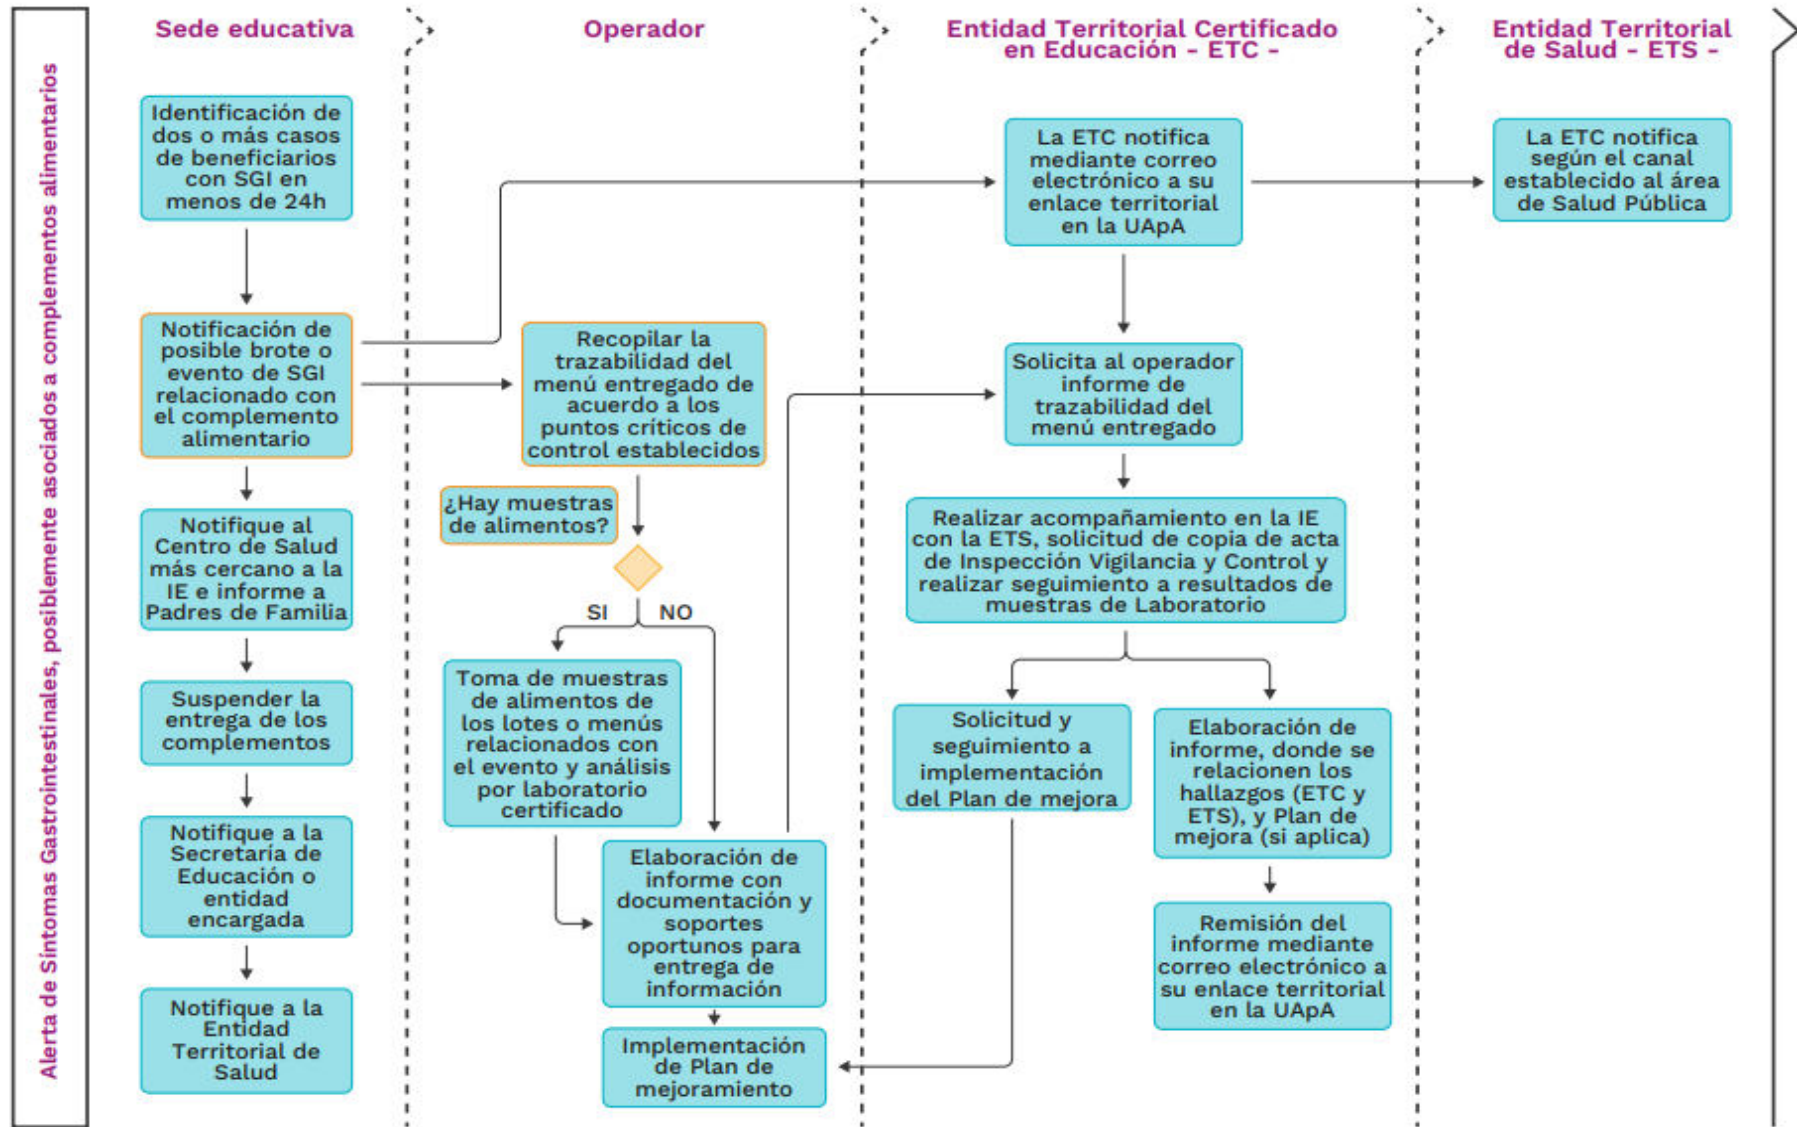 Alerta de Síntomas Gastrointestinales, posiblemente asociados a complementos alimentarios
Sede educativa
Identificación de
dos o más casos
de beneficiarios
con SGI en
menos de 24h
Notificación de
posible brote o
evento de SGI
relacionado con
el complemento
alimentario
Notifique al
Centro de Salud
más cercano a la
IE e informe a
Padres de Familia
Suspender la
entrega de los
complementos
Notifique a la
Secretaría de
Educación o
entidad
encargada
Notifique a la
Entidad
Territorial de
Salud
Operador
Recopilar la
trazabilidad del
menú entregado de
acuerdo a los
puntos críticos de
control establecidos
¿Hay muestras
de alimentos?
SI
NO
Toma de muestras
de alimentos de
los lotes o menús
relacionados con
el evento y análisis
por laboratorio
certificado
Elaboración de
informe con
documentación y
soportes
oportunos para
entrega de
información
Implementación
de Plan de
mejoramiento
Entidad Territorial Certificado
en Educación - ETC -
La ETC notifica
mediante correo
electrónico a su
enlace territorial
en la UApA
Solicita al operador
informe de
trazabilidad del
menú entregado
Realizar acompañamiento en la IE
con la ETS, solicitud de copia de acta
de Inspección Vigilancia y Control y
realizar seguimiento a resultados de
muestras de Laboratorio
Solicitud y
seguimiento a
implementación
del Plan de mejora
Elaboración de
informe, donde se
relacionen los
hallazgos (ETC y
ETS), y Plan de
mejora (si aplica)
Remisión del
informe mediante
correo electrónico a
su enlace territorial
en la UApA
Entidad Territorial
de Salud - ETS -
La ETC notifica
según el canal
establecido al área
de Salud Pública